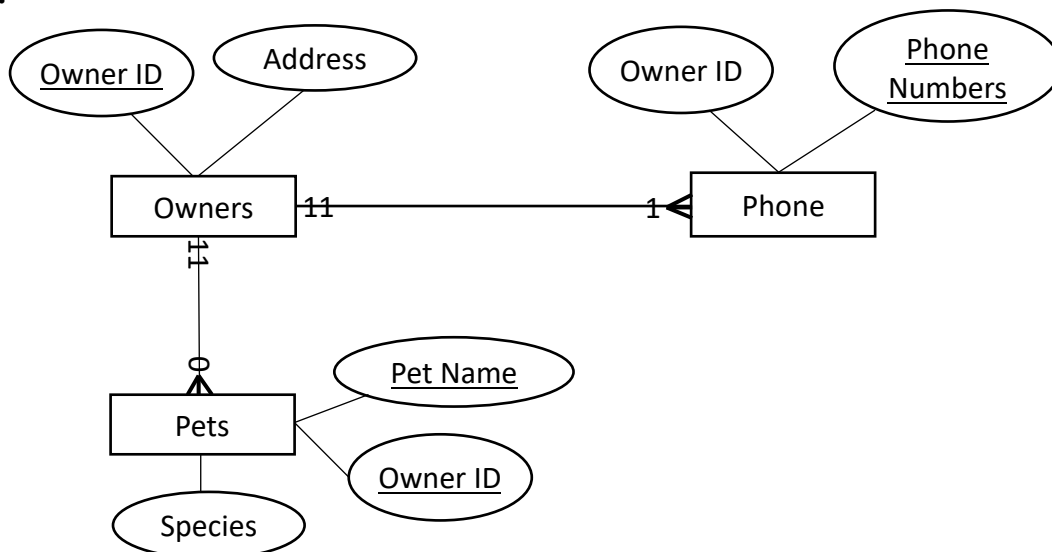 Owner ID
Address
Owner ID
Phone
Numbers
Owners
11
1
Phone
11
0
Pets
Pet Name
Owner ID
Species